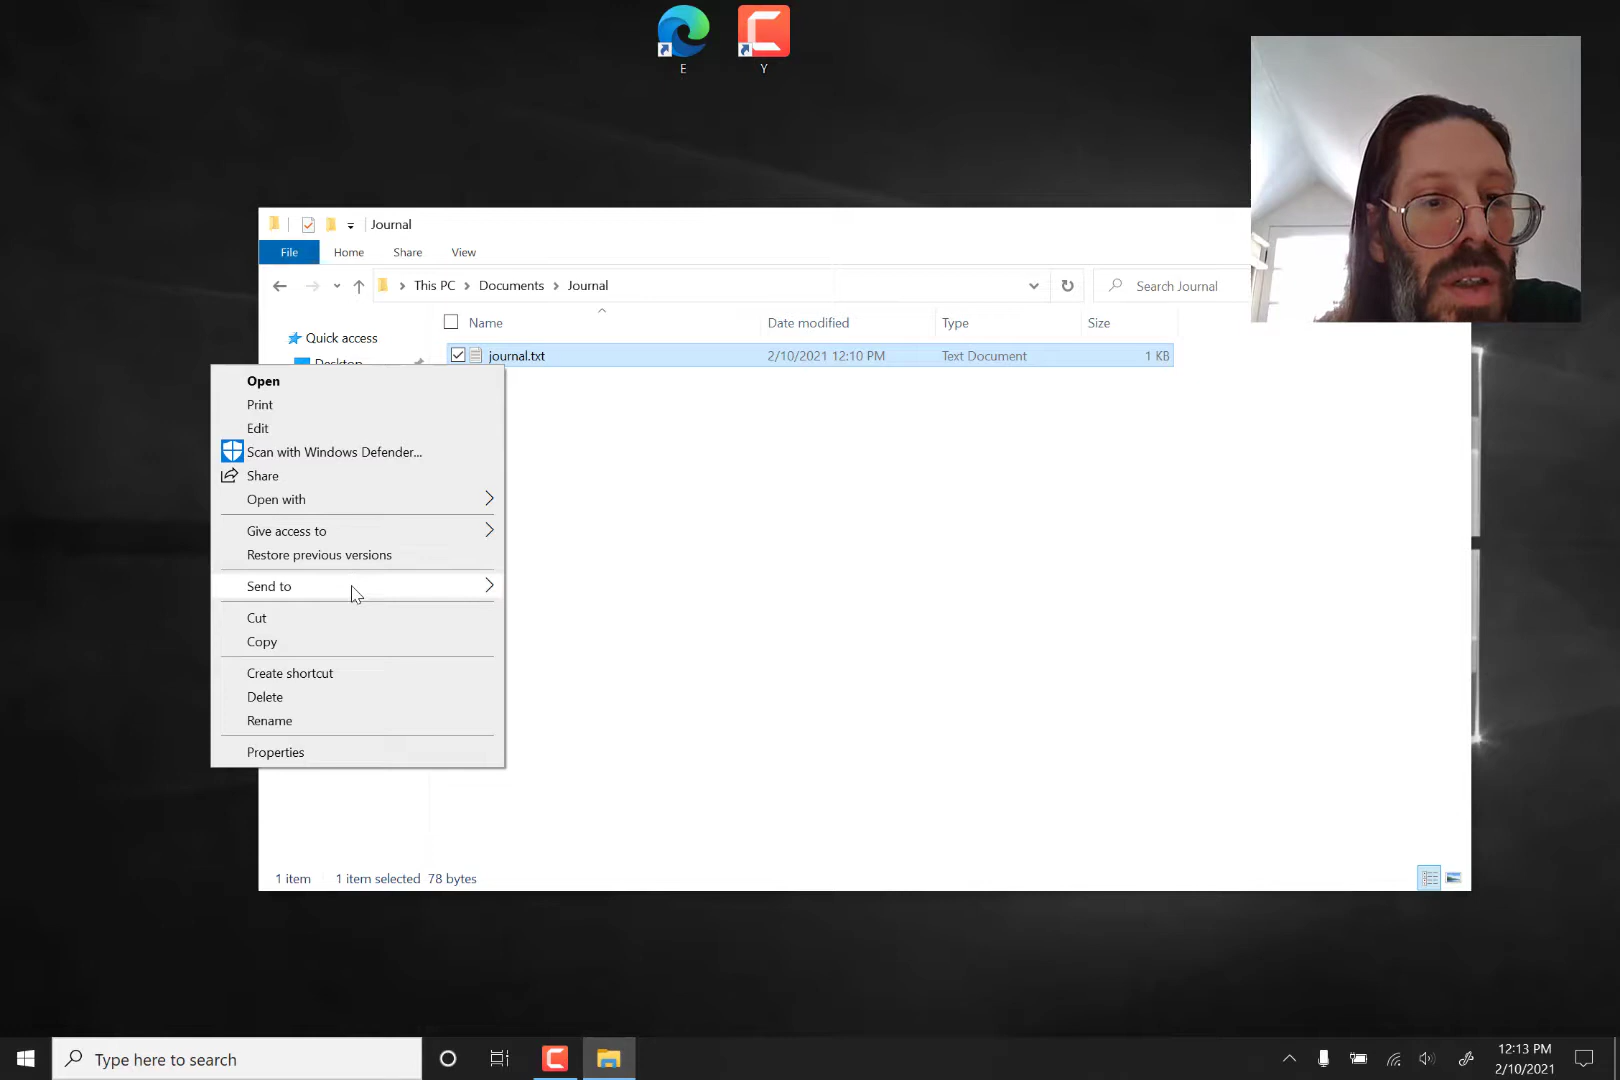 E
Y
Journal
File
Home
Share
View
This PC
Documents
Journal
Search Journal
Name
Date modified
Type
Size
Quick access
Desktop
journal.txt
2/10/2021 12:10 PM
Text Document
1 KB
Open
Print
Edit
Scan with Windows Defender...
Share
Open with
Give access to
Restore previous versions
Send to
Cut
Copy
Create shortcut
Delete
Rename
Properties
1 item
1 item selected 78 bytes
Type here to search
12:13 PM
2/10/2021